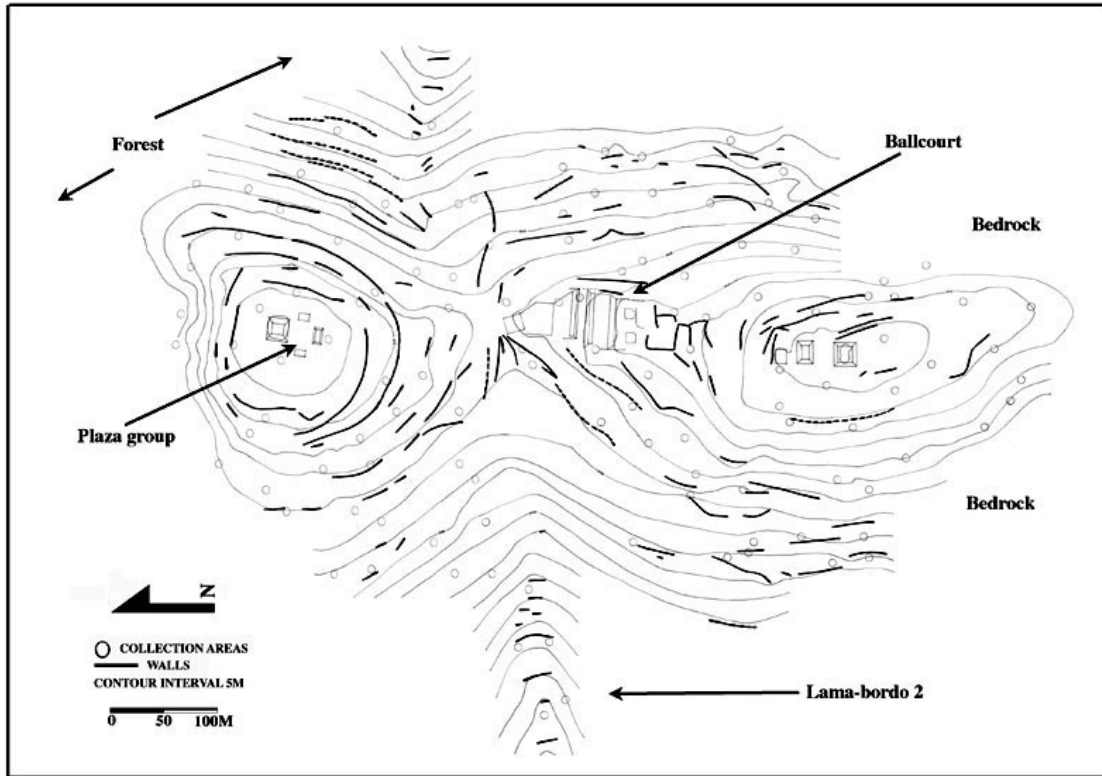 Forest
Ballcourt
Bedrock
Plaza group
Bedrock
N
COLLECTION AREAS
WALLS
CONTOUR INTERVAL 5M
0 50 100M
Lama-bordo 2